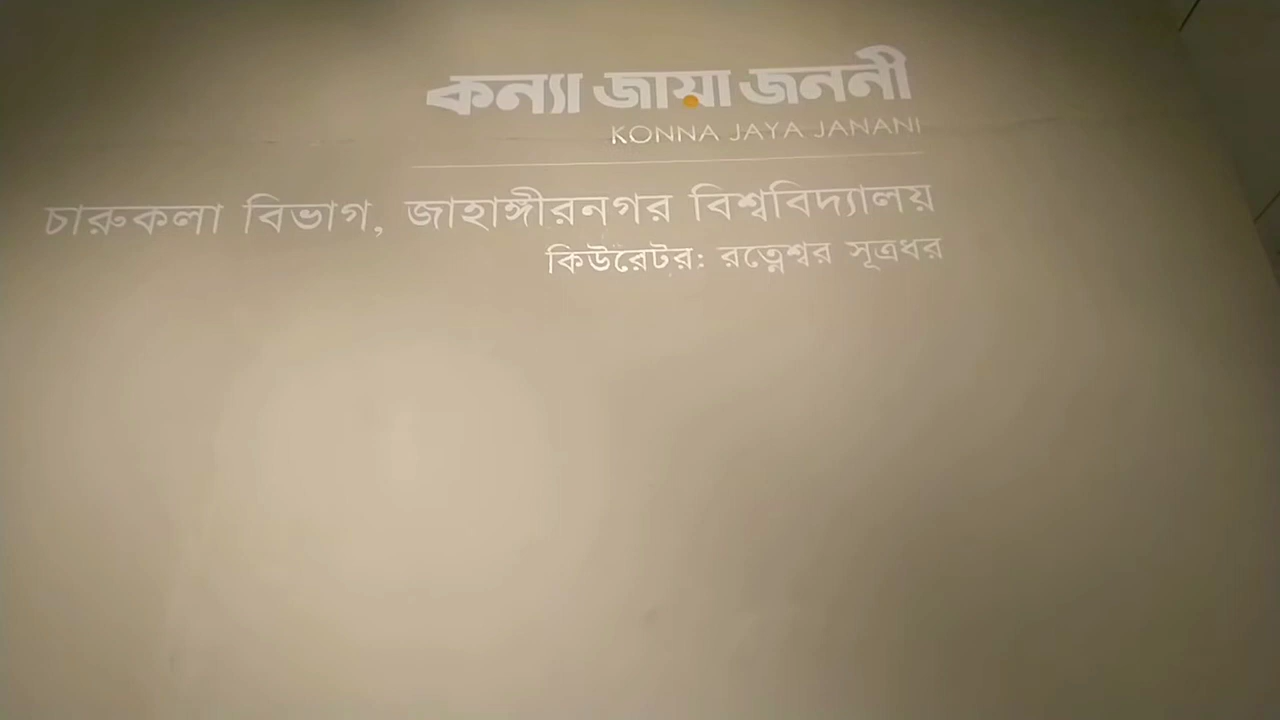 কন্যা জায়া জননী
KONNA JAYA JANANI
চারুকলা বিভাগ, জাহাঙ্গীরনগর বিশ্ববিদ্যালয়
কিউরেটর: রত্নেশ্বর সূত্রধর